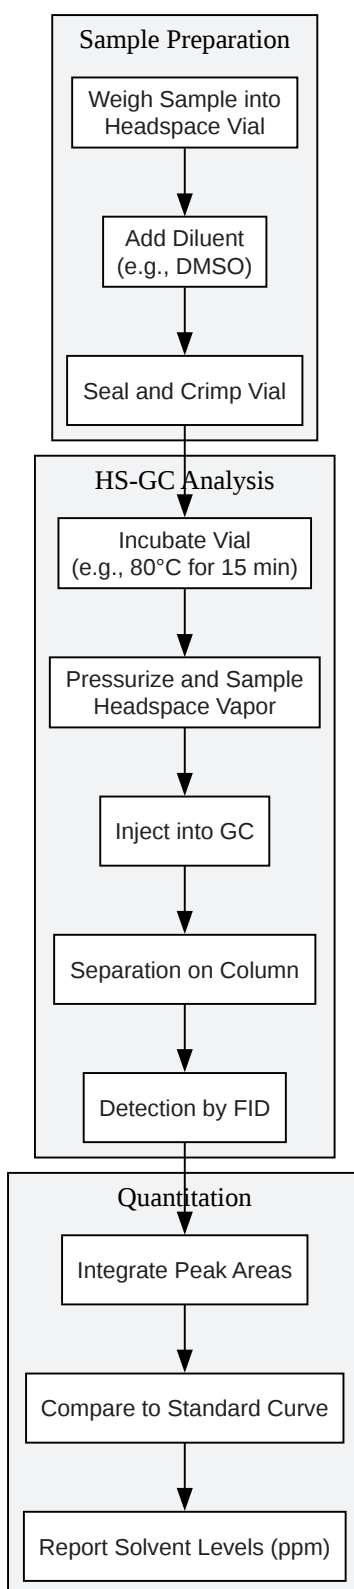 Sample Preparation
Weigh Sample into
Headspace Vial
Add Diluent
(e.g., DMSO)
Seal and Crimp Vial
HS-GC Analysis
Incubate Vial
(e.g., 80°C for 15 min)
Pressurize and Sample
Headspace Vapor
Inject into GC
Separation on Column
Detection by FID
Quantitation
Integrate Peak Areas
Compare to Standard Curve
Report Solvent Levels (ppm)